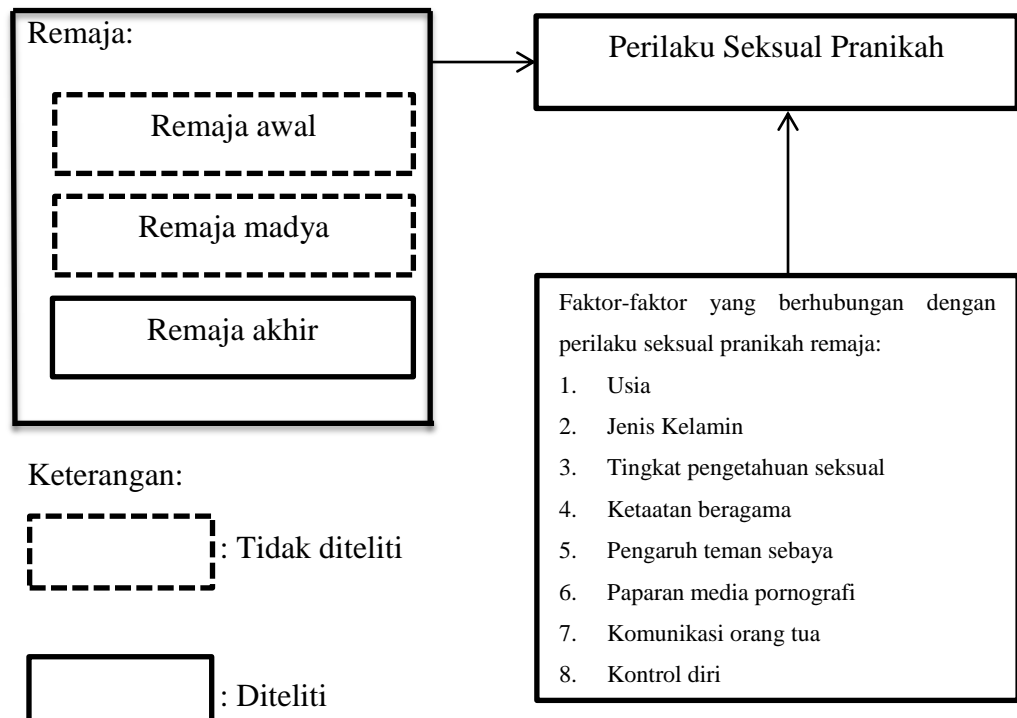 Remaja:
Remaja awal
Remaja madya
Remaja akhir
Perilaku Seksual Pranikah
Faktor-faktor yang berhubungan dengan
perilaku seksual pranikah remaja:
1. Usia
2. Jenis Kelamin
3. Tingkat pengetahuan seksual
4. Ketaatan beragama
5. Pengaruh teman sebaya
6. Paparan media pornografi
7. Komunikasi orang tua
8. Kontrol diri
Keterangan:
: Tidak diteliti
: Diteliti